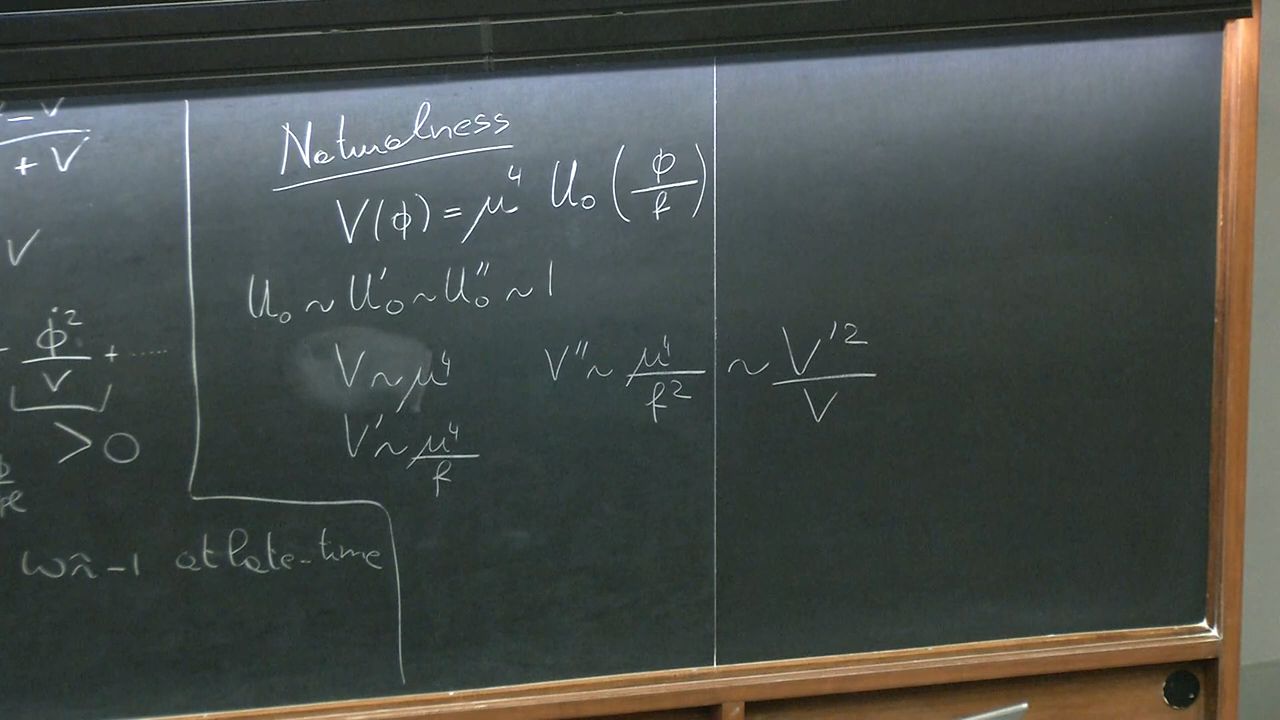 - V
+ V
V
φ̇²/V + .....
> 0
w ≃ -1 at late-time
Naturalness
V(φ) = μ⁴ U₀(φ/f)
U₀ ~ U₀′ ~ U₀″ ~ 1
V ~ μ⁴   V″ ~ μ⁴/f² ~ V′²/V
V′ ~ μ⁴/f